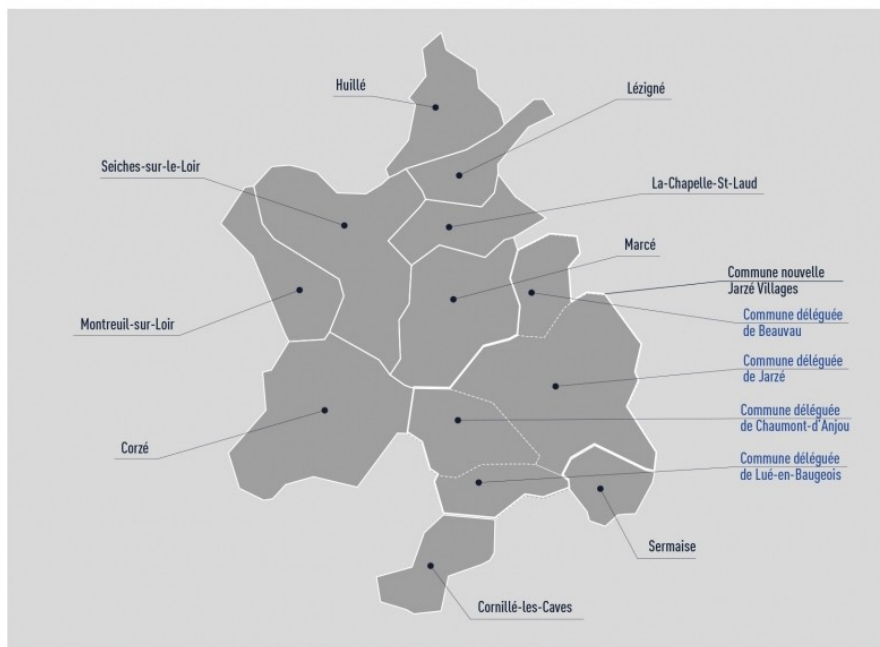 Huillé
Lézigné
Seiches-sur-le-Loir
La-Chapelle-St-Laud
Marcé
Commune nouvelle
Jarzé Villages
Montreuil-sur-Loir
Commune déléguée
de Beauvau
Commune déléguée
de Jarzé
Commune déléguée
de Chaumont-d'Anjou
Corzé
Commune déléguée
de Lué-en-Baugeois
Sermaise
Cornillé-les-Caves